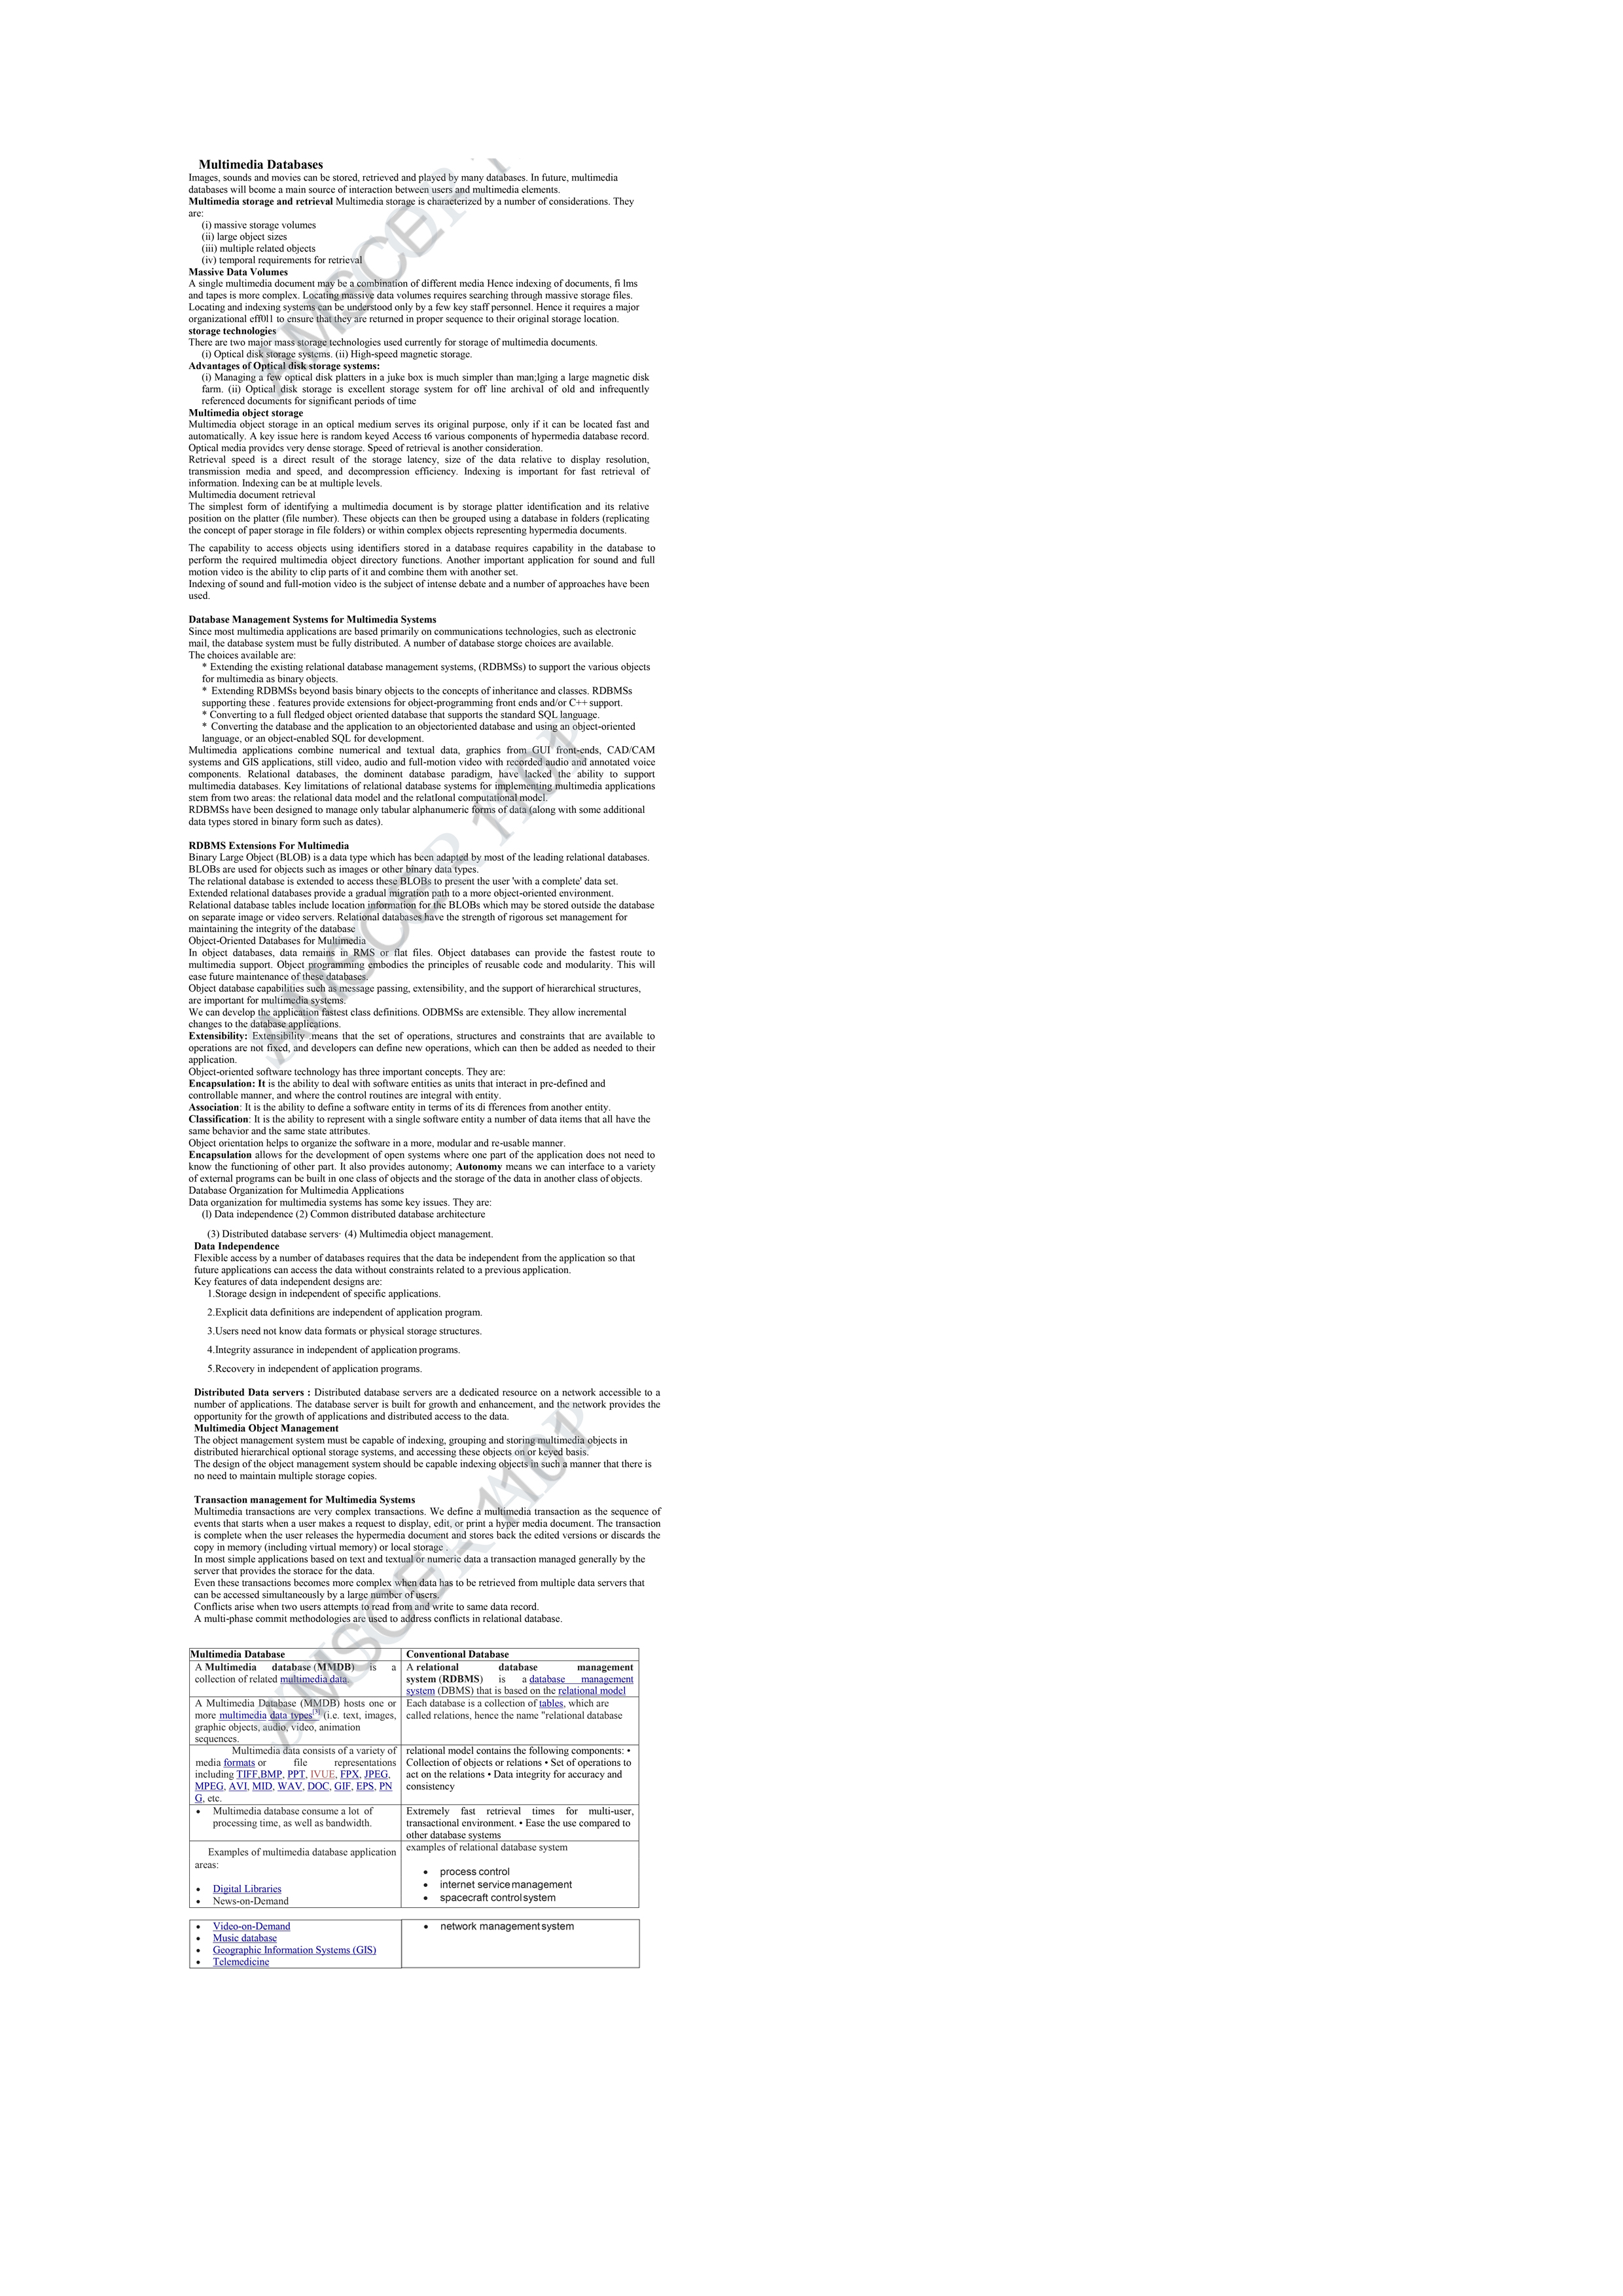 Multimedia Databases
Images, sounds and movies can be stored, retrieved and played by many databases. In future, multimedia
databases will bcome a main source of interaction between users and multimedia elements.
Multimedia storage and retrieval Multimedia storage is characterized by a number of considerations. They
are:
(i) massive storage volumes
(ii) large object sizes
(iii) multiple related objects
(iv) temporal requirements for retrieval
Massive Data Volumes
A single multimedia document may be a combination of different media Hence indexing of documents, fi lms
and tapes is more complex. Locating massive data volumes requires searching through massive storage files.
Locating and indexing systems can be understood only by a few key staff personnel. Hence it requires a major
organizational eff011 to ensure that they are returned in proper sequence to their original storage location.
storage technologies
There are two major mass storage technologies used currently for storage of multimedia documents.
(i) Optical disk storage systems. (ii) High-speed magnetic storage.
Advantages of Optical disk storage systems:
(i) Managing a few optical disk platters in a juke box is much simpler than man;lging a large magnetic disk
farm. (ii) Optical disk storage is excellent storage system for off line archival of old and infrequently
referenced documents for significant periods of time
Multimedia object storage
Multimedia object storage in an optical medium serves its original purpose, only if it can be located fast and
automatically. A key issue here is random keyed Access t6 various components of hypermedia database record.
Optical media provides very dense storage. Speed of retrieval is another consideration.
Retrieval speed is a direct result of the storage latency, size of the data relative to display resolution,
transmission media and speed, and decompression efficiency. Indexing is important for fast retrieval of
information. Indexing can be at multiple levels.
Multimedia document retrieval
The simplest form of identifying a multimedia document is by storage platter identification and its relative
position on the platter (file number). These objects can then be grouped using a database in folders (replicating
the concept of paper storage in file folders) or within complex objects representing hypermedia documents.
The capability to access objects using identifiers stored in a database requires capability in the database to
perform the required multimedia object directory functions. Another important application for sound and full
motion video is the ability to clip parts of it and combine them with another set.
Indexing of sound and full-motion video is the subject of intense debate and a number of approaches have been
used.
Database Management Systems for Multimedia Systems
Since most multimedia applications are based primarily on communications technologies, such as electronic
mail, the database system must be fully distributed. A number of database storge choices are available.
The choices available are:
* Extending the existing relational database management systems, (RDBMSs) to support the various objects
for multimedia as binary objects.
* Extending RDBMSs beyond basis binary objects to the concepts of inheritance and classes. RDBMSs
supporting these . features provide extensions for object-programming front ends and/or C++ support.
* Converting to a full fledged object oriented database that supports the standard SQL language.
* Converting the database and the application to an objectoriented database and using an object-oriented
language, or an object-enabled SQL for development.
Multimedia applications combine numerical and textual data, graphics from GUI front-ends, CAD/CAM
systems and GIS applications, still video, audio and full-motion video with recorded audio and annotated voice
components. Relational databases, the dominent database paradigm, have lacked the ability to support
multimedia databases. Key limitations of relational database systems for implementing multimedia applications
stem from two areas: the relational data model and the relatIonal computational model.
RDBMSs have been designed to manage only tabular alphanumeric forms of data (along with some additional
data types stored in binary form such as dates).
RDBMS Extensions For Multimedia
Binary Large Object (BLOB) is a data type which has been adapted by most of the leading relational databases.
BLOBs are used for objects such as images or other binary data types.
The relational database is extended to access these BLOBs to present the user 'with a complete' data set.
Extended relational databases provide a gradual migration path to a more object-oriented environment.
Relational database tables include location information for the BLOBs which may be stored outside the database
on separate image or video servers. Relational databases have the strength of rigorous set management for
maintaining the integrity of the database
Object-Oriented Databases for Multimedia
In object databases, data remains in RMS or flat files. Object databases can provide the fastest route to
multimedia support. Object programming embodies the principles of reusable code and modularity. This will
ease future maintenance of these databases.
Object database capabilities such as message passing, extensibility, and the support of hierarchical structures,
are important for multimedia systems.
We can develop the application fastest class definitions. ODBMSs are extensible. They allow incremental
changes to the database applications.
Extensibility: Extensibility .means that the set of operations, structures and constraints that are available to
operations are not fixed, and developers can define new operations, which can then be added as needed to their
application.
Object-oriented software technology has three important concepts. They are:
Encapsulation: It is the ability to deal with software entities as units that interact in pre-defined and
controllable manner, and where the control routines are integral with entity.
Association: It is the ability to define a software entity in terms of its di fferences from another entity.
Classification: It is the ability to represent with a single software entity a number of data items that all have the
same behavior and the same state attributes.
Object orientation helps to organize the software in a more, modular and re-usable manner.
Encapsulation allows for the development of open systems where one part of the application does not need to
know the functioning of other part. It also provides autonomy; Autonomy means we can interface to a variety
of external programs can be built in one class of objects and the storage of the data in another class of objects.
Database Organization for Multimedia Applications
Data organization for multimedia systems has some key issues. They are:
(l) Data independence (2) Common distributed database architecture
(3) Distributed database servers· (4) Multimedia object management.
Data Independence
Flexible access by a number of databases requires that the data be independent from the application so that
future applications can access the data without constraints related to a previous application.
Key features of data independent designs are:
1.Storage design in independent of specific applications.
2.Explicit data definitions are independent of application program.
3.Users need not know data formats or physical storage structures.
4.Integrity assurance in independent of application programs.
5.Recovery in independent of application programs.
Distributed Data servers : Distributed database servers are a dedicated resource on a network accessible to a
number of applications. The database server is built for growth and enhancement, and the network provides the
opportunity for the growth of applications and distributed access to the data.
Multimedia Object Management
The object management system must be capable of indexing, grouping and storing multimedia objects in
distributed hierarchical optional storage systems, and accessing these objects on or keyed basis.
The design of the object management system should be capable indexing objects in such a manner that there is
no need to maintain multiple storage copies.
Transaction management for Multimedia Systems
Multimedia transactions are very complex transactions. We define a multimedia transaction as the sequence of
events that starts when a user makes a request to display, edit, or print a hyper media document. The transaction
is complete when the user releases the hypermedia document and stores back the edited versions or discards the
copy in memory (including virtual memory) or local storage .
In most simple applications based on text and textual or numeric data a transaction managed generally by the
server that provides the storace for the data.
Even these transactions becomes more complex when data has to be retrieved from multiple data servers that
can be accessed simultaneously by a large number of users.
Conflicts arise when two users attempts to read from and write to same data record.
A multi-phase commit methodologies are used to address conflicts in relational database.
Multimedia Database
Conventional Database
A Multimedia database (MMDB) is a
collection of related multimedia data
A relational database management
system (RDBMS) is a database management
system (DBMS) that is based on the relational model
A Multimedia Database (MMDB) hosts one or
more multimedia data types[3] (i.e. text, images,
graphic objects, audio, video, animation
sequences.
Each database is a collection of tables, which are
called relations, hence the name "relational database
Multimedia data consists of a variety of
media formats or file representations
including TIFF,BMP, PPT, IVUE, FPX, JPEG,
MPEG, AVI, MID, WAV, DOC, GIF, EPS, PN
G, etc.
relational model contains the following components: •
Collection of objects or relations • Set of operations to
act on the relations • Data integrity for accuracy and
consistency
• Multimedia database consume a lot of
processing time, as well as bandwidth.
Extremely fast retrieval times for multi-user,
transactional environment. • Ease the use compared to
other database systems
Examples of multimedia database application
areas:
• Digital Libraries
• News-on-Demand
examples of relational database system
• process control
• internet service management
• spacecraft control system
• Video-on-Demand
• Music database
• Geographic Information Systems (GIS)
• Telemedicine
• network management system